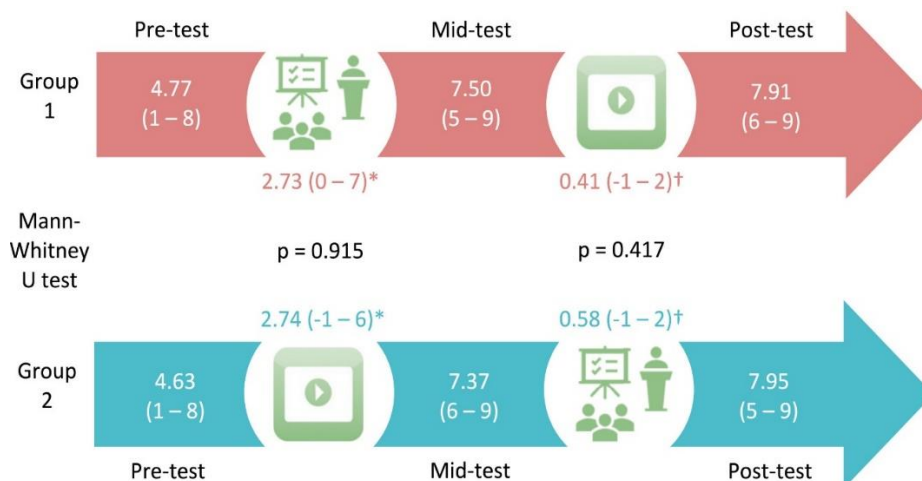 Pre-test Mid-test Post-test
Group
1
4.77
(1 – 8)
7.50
(5 – 9)
7.91
(6 – 9)
2.73 (0 – 7)* 0.41 (-1 – 2)†
Mann-
Whitney
U test
p = 0.915 p = 0.417
2.74 (-1 – 6)* 0.58 (-1 – 2)†
Group
2
4.63
(1 – 8)
7.37
(6 – 9)
7.95
(5 – 9)
Pre-test Mid-test Post-test